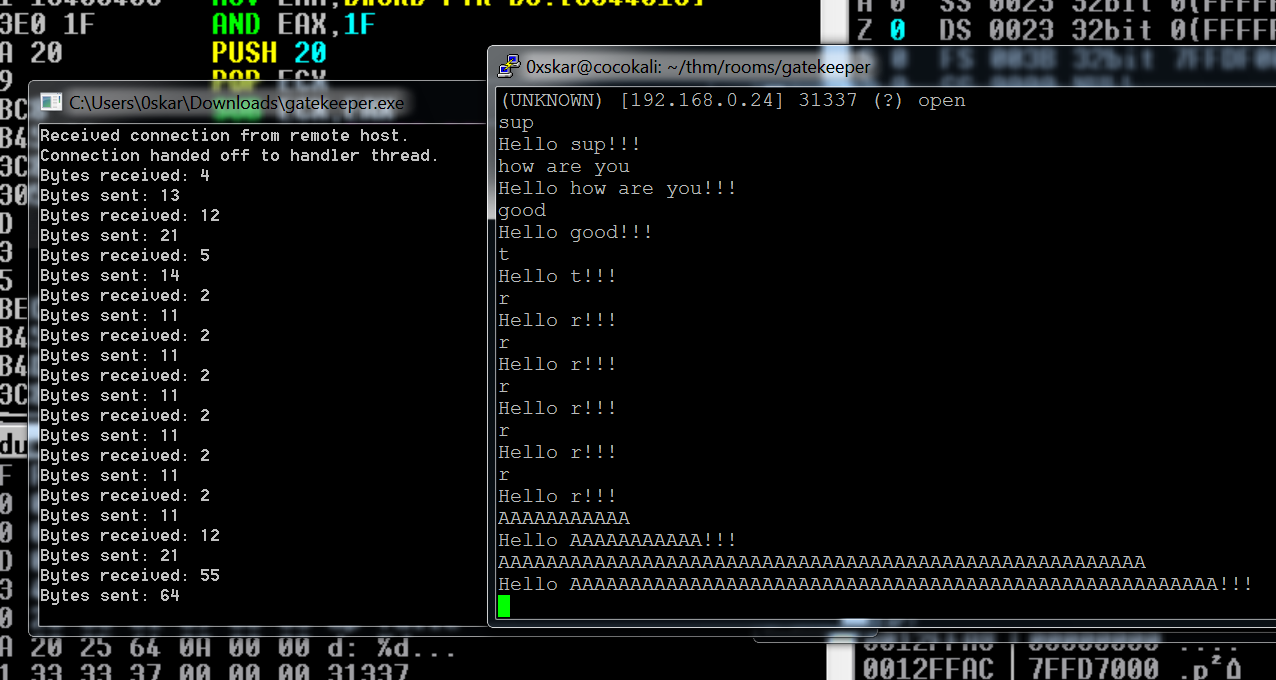 3E0 1F
AND EAX,1F
A 20
PUSH 20
SS 0023 32bit 0(FFFFF
Z 0 DS 0023 32bit 0(FFFFF
C:\Users\0skar\Downloads\gatekeeper.exe
Received connection from remote host.
Connection handed off to handler thread.
Bytes received: 4
Bytes sent: 13
Bytes received: 12
Bytes sent: 21
Bytes received: 5
Bytes sent: 14
Bytes received: 2
Bytes sent: 11
Bytes received: 2
Bytes sent: 11
Bytes received: 2
Bytes sent: 11
Bytes received: 2
Bytes sent: 11
Bytes received: 2
Bytes sent: 11
Bytes received: 2
Bytes sent: 11
Bytes received: 12
Bytes sent: 21
Bytes received: 55
Bytes sent: 64
0xskar@cocokali: ~/thm/rooms/gatekeeper
(UNKNOWN) [192.168.0.24] 31337 (?) open
sup
Hello sup!!!
how are you
Hello how are you!!!
good
Hello good!!!
t
Hello t!!!
r
Hello r!!!
r
Hello r!!!
r
Hello r!!!
r
Hello r!!!
r
Hello r!!!
AAAAAAAAAAA
Hello AAAAAAAAAAA!!!
AAAAAAAAAAAAAAAAAAAAAAAAAAAAAAAAAAAAAAAAAAAAAAAAAAAAAA
Hello AAAAAAAAAAAAAAAAAAAAAAAAAAAAAAAAAAAAAAAAAAAAAAAAAAAAAA!!!
A 20 25 64 0A 00 00 d: %d...
1 33 33 37 00 00 00 31337
0012FFAC 7FFD7000